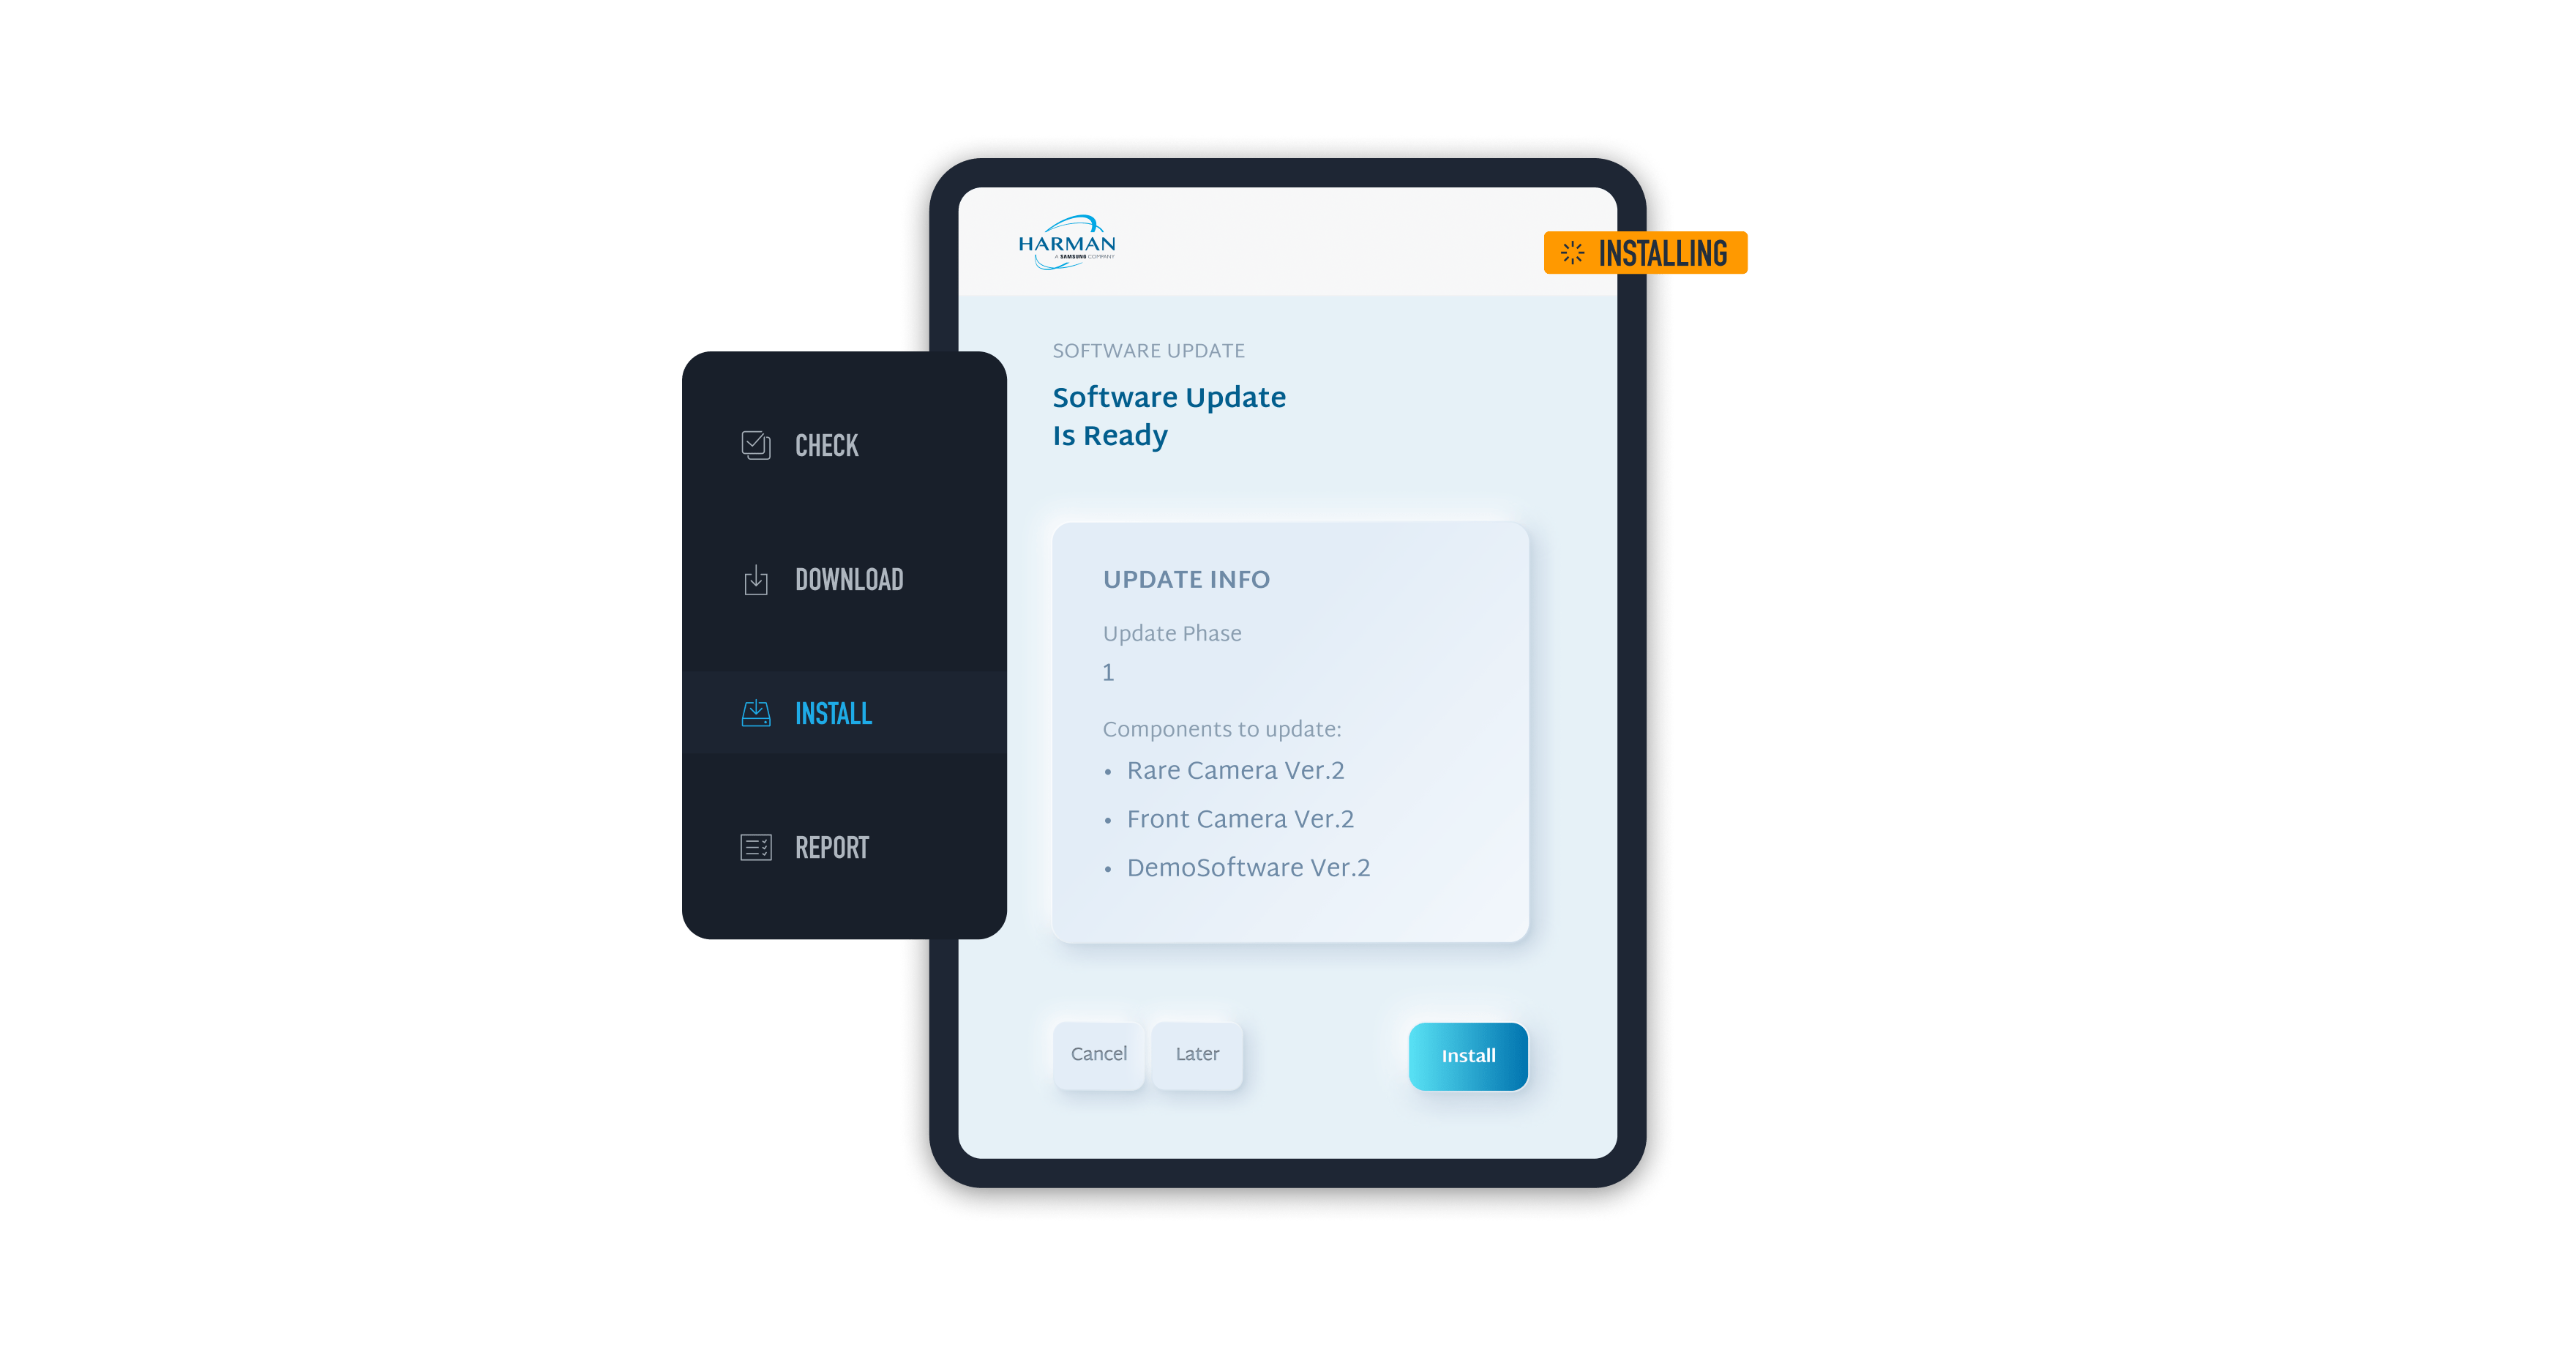 HARMAN
A SAMSUNG COMPANY
INSTALLING
SOFTWARE UPDATE
Software Update
Is Ready
CHECK
DOWNLOAD
INSTALL
REPORT
UPDATE INFO
Update Phase
1
Components to update:
• Rare Camera Ver.2
• Front Camera Ver.2
• DemoSoftware Ver.2
Cancel
Later
Install